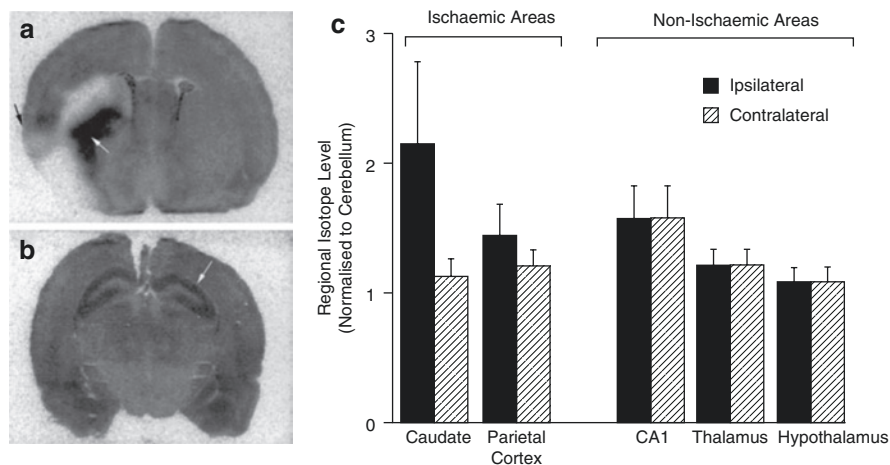 a
b
c
Ischaemic Areas
Non-Ischaemic Areas
Ipsilateral
Contralateral
Regional Isotope Level
(Normalised to Cerebellum)
3
2
1
0
Caudate
Parietal
Cortex
CA1
Thalamus
Hypothalamus